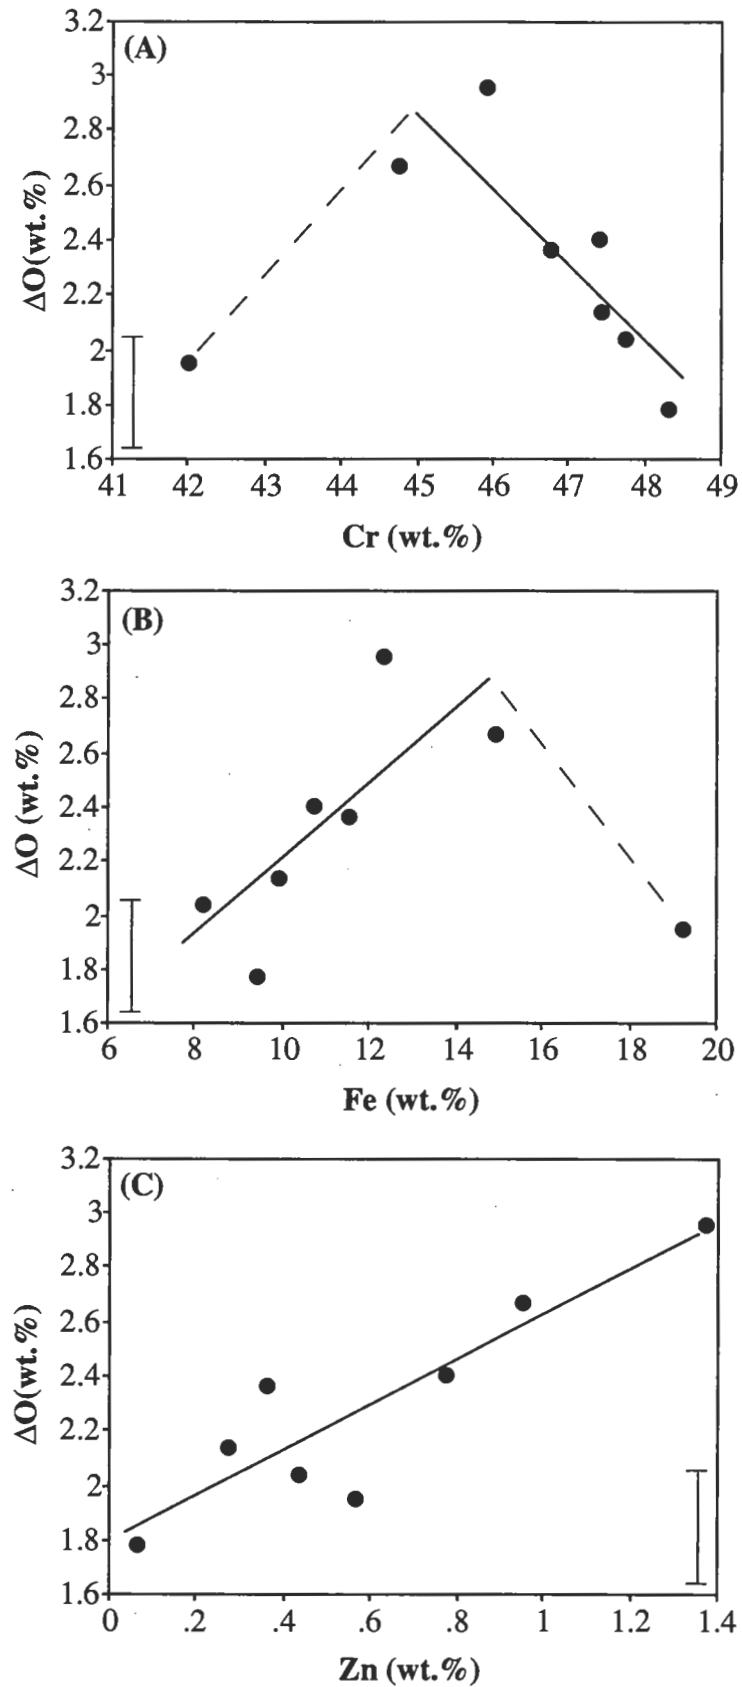 (A)
3.2
3
2.8
2.6
2.4
2.2
2
1.8
1.6
ΔO(wt.%)
41 42 43 44 45 46 47 48 49
Cr (wt.%)
(B)
3.2
3
2.8
2.6
2.4
2.2
2
1.8
1.6
ΔO (wt.%)
6 8 10 12 14 16 18 20
Fe (wt.%)
(C)
3.2
3
2.8
2.6
2.4
2.2
2
1.8
1.6
ΔO(wt.%)
0 .2 .4 .6 .8 1 1.2 1.4
Zn (wt.%)